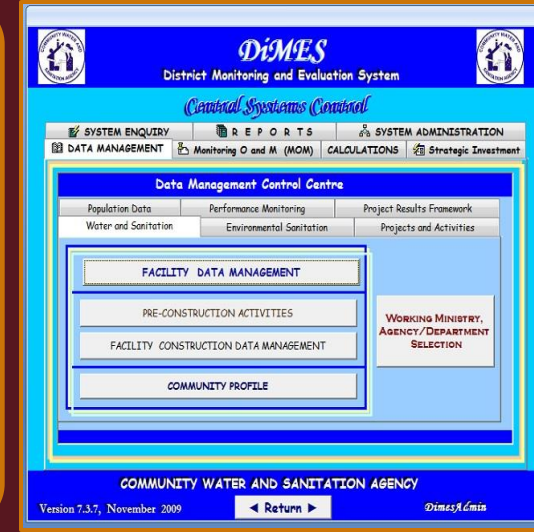 DiMES
District Monitoring and Evaluation System
Central Systems Control
SYSTEM ENQUIRY
REPORTS
SYSTEM ADMINISTRATION
DATA MANAGEMENT
Monitoring O and M (MOM)
CALCULATIONS
Strategic Investment
Data Management Control Centre
Population Data
Performance Monitoring
Project Results Framework
Water and Sanitation
Environmental Sanitation
Projects and Activities
FACILITY DATA MANAGEMENT
PRE-CONSTRUCTION ACTIVITIES
FACILITY CONSTRUCTION DATA MANAGEMENT
COMMUNITY PROFILE
WORKING MINISTRY,
AGENCY/DEPARTMENT
SELECTION
COMMUNITY WATER AND SANITATION AGENCY
Version 7.3.7, November 2009
◄ Return ►
DimesAdmin